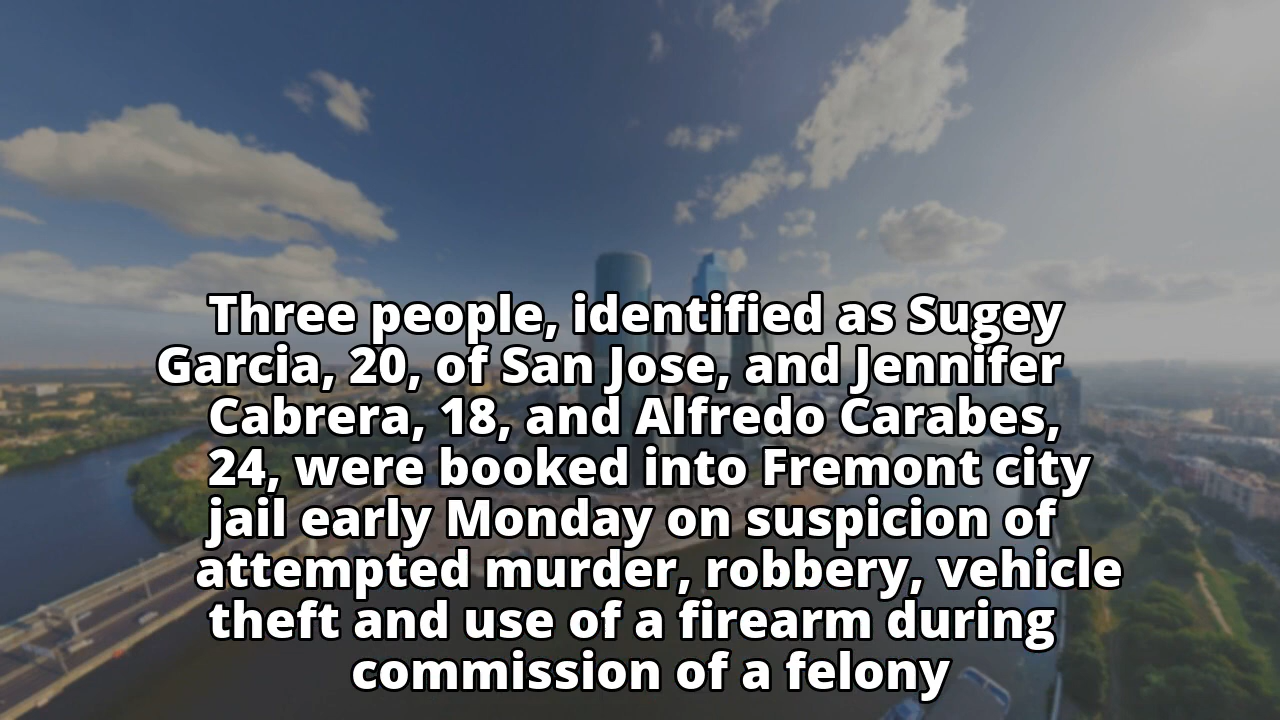 Three people, identified as Sugey
Garcia, 20, of San Jose, and Jennifer
Cabrera, 18, and Alfredo Carabes,
24, were booked into Fremont city
jail early Monday on suspicion of
attempted murder, robbery, vehicle
theft and use of a firearm during
commission of a felony